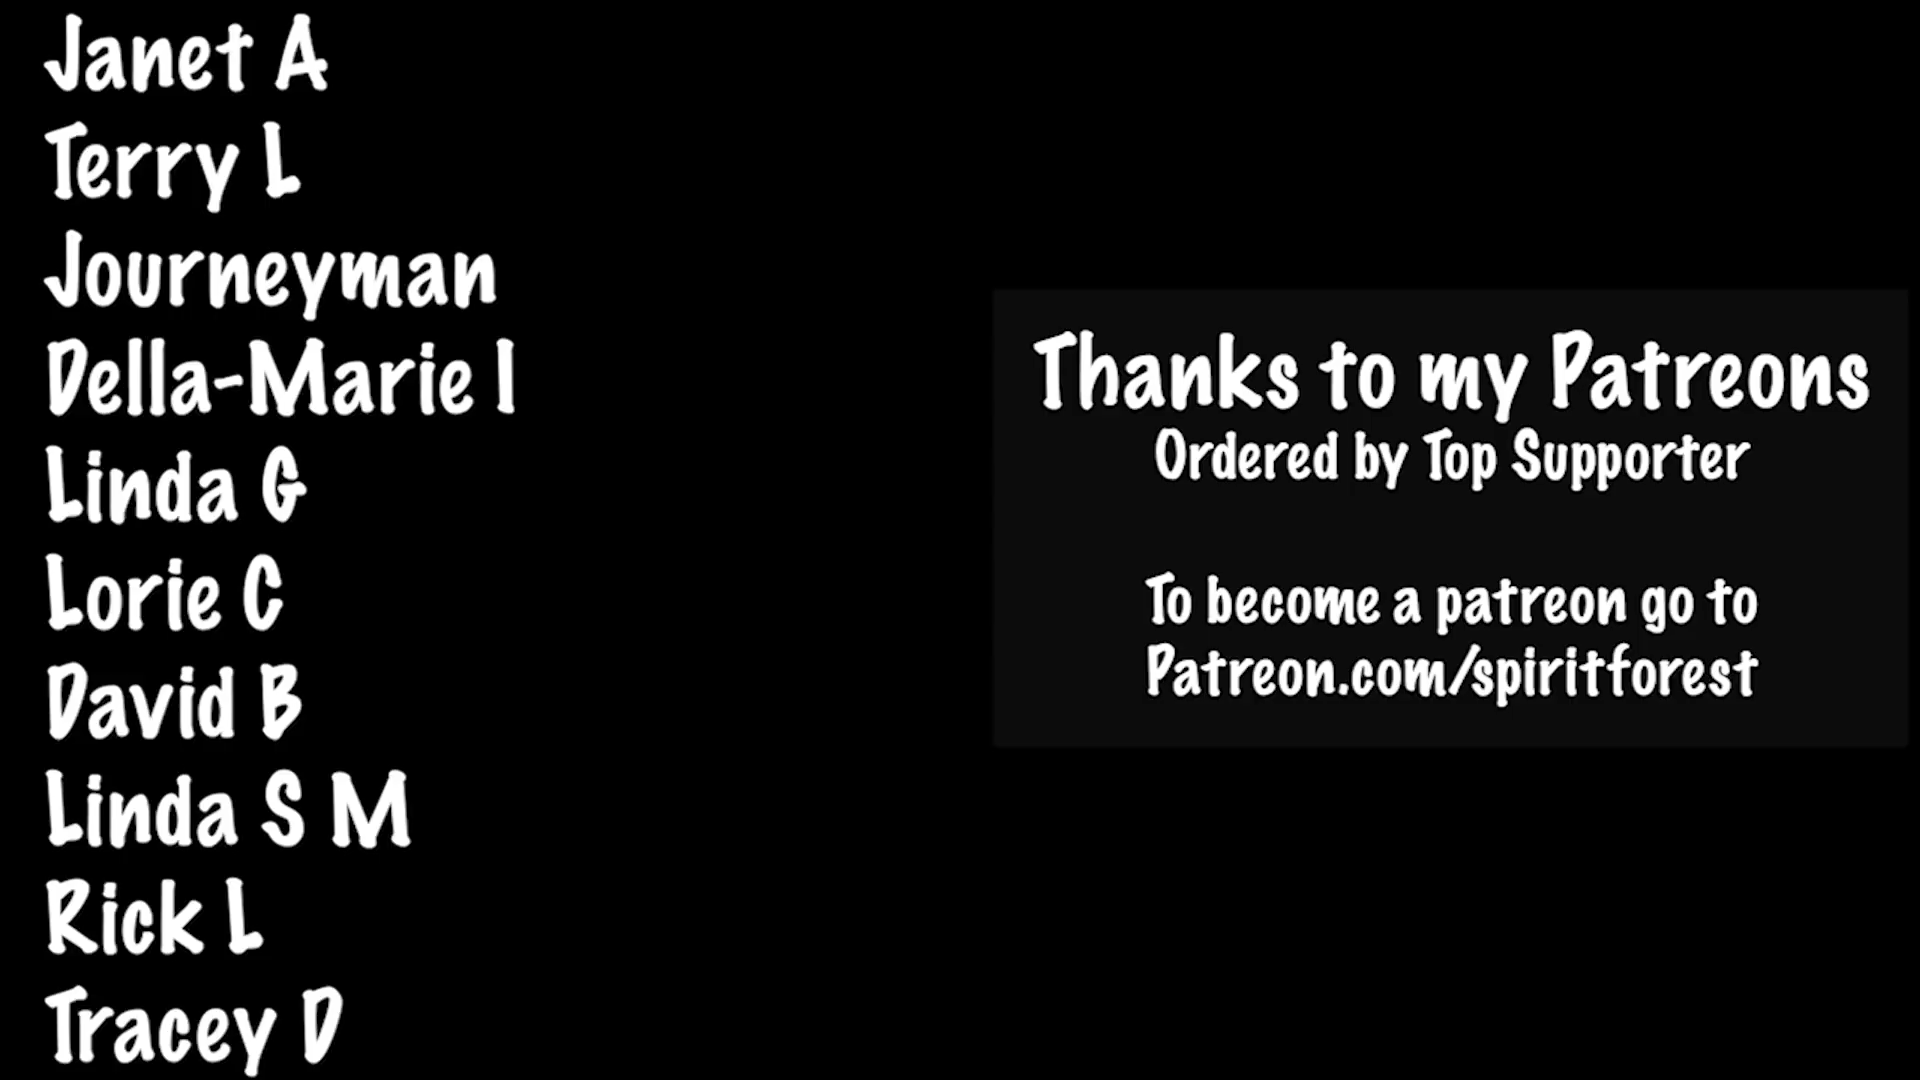 Janet A
Terry L
Journeyman
Della-Marie I
Linda G
Lorie C
David B
Linda S M
Rick L
Tracey D
Thanks to my Patreons
Ordered by Top Supporter
To become a patreon go to
Patreon.com/spiritforest